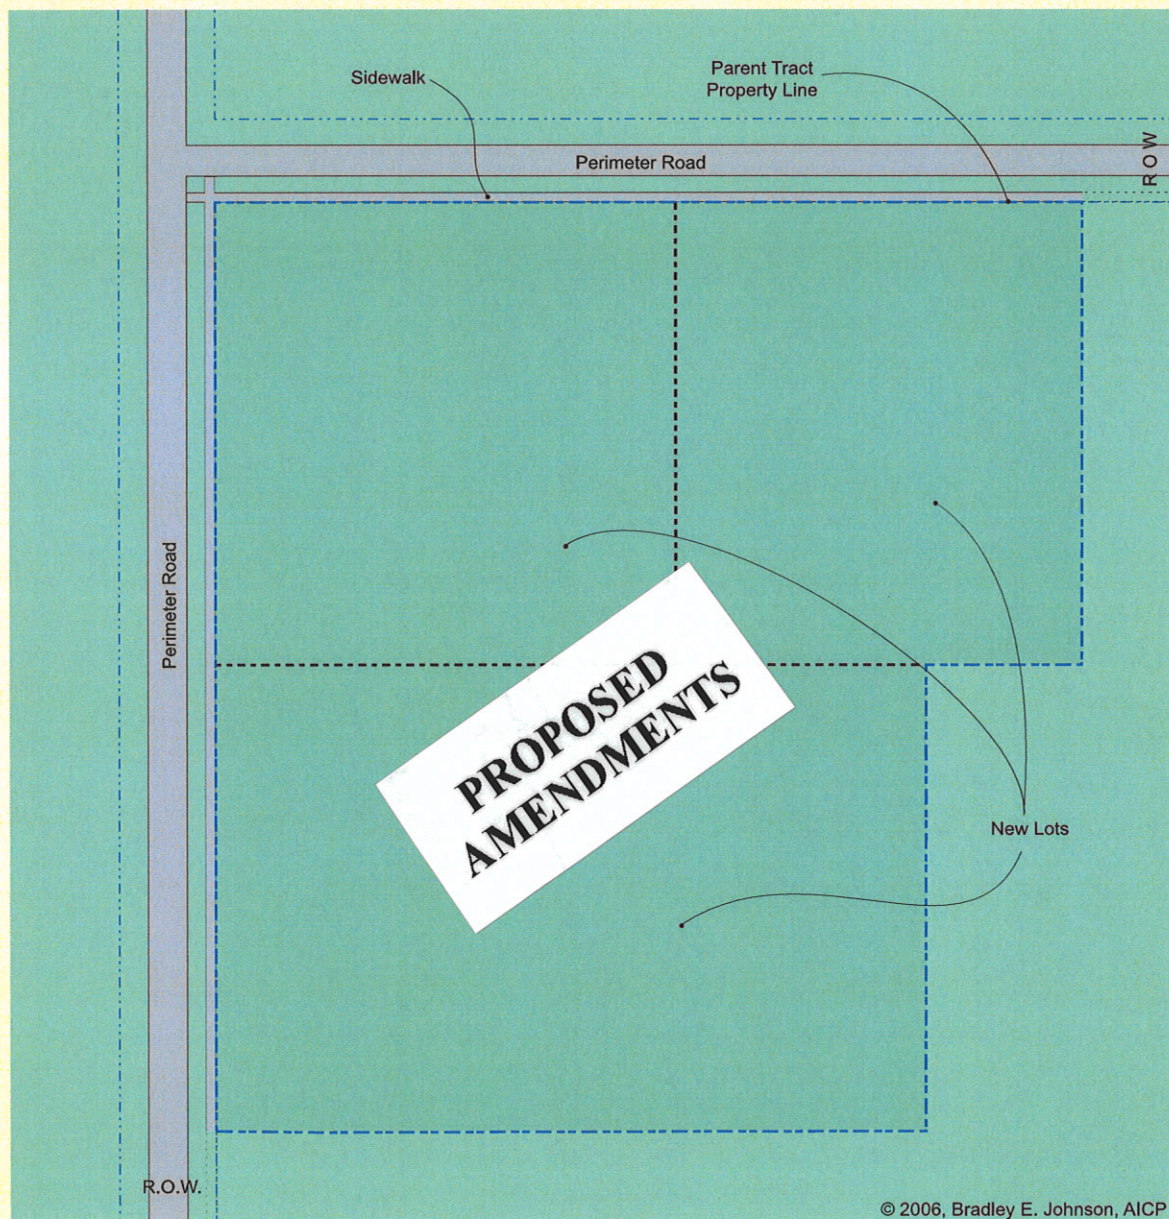 Sidewalk
Parent Tract
Property Line
Perimeter Road
ROW
Perimeter Road
PROPOSED
AMENDMENTS
New Lots
R.O.W.
© 2006, Bradley E. Johnson, AICP